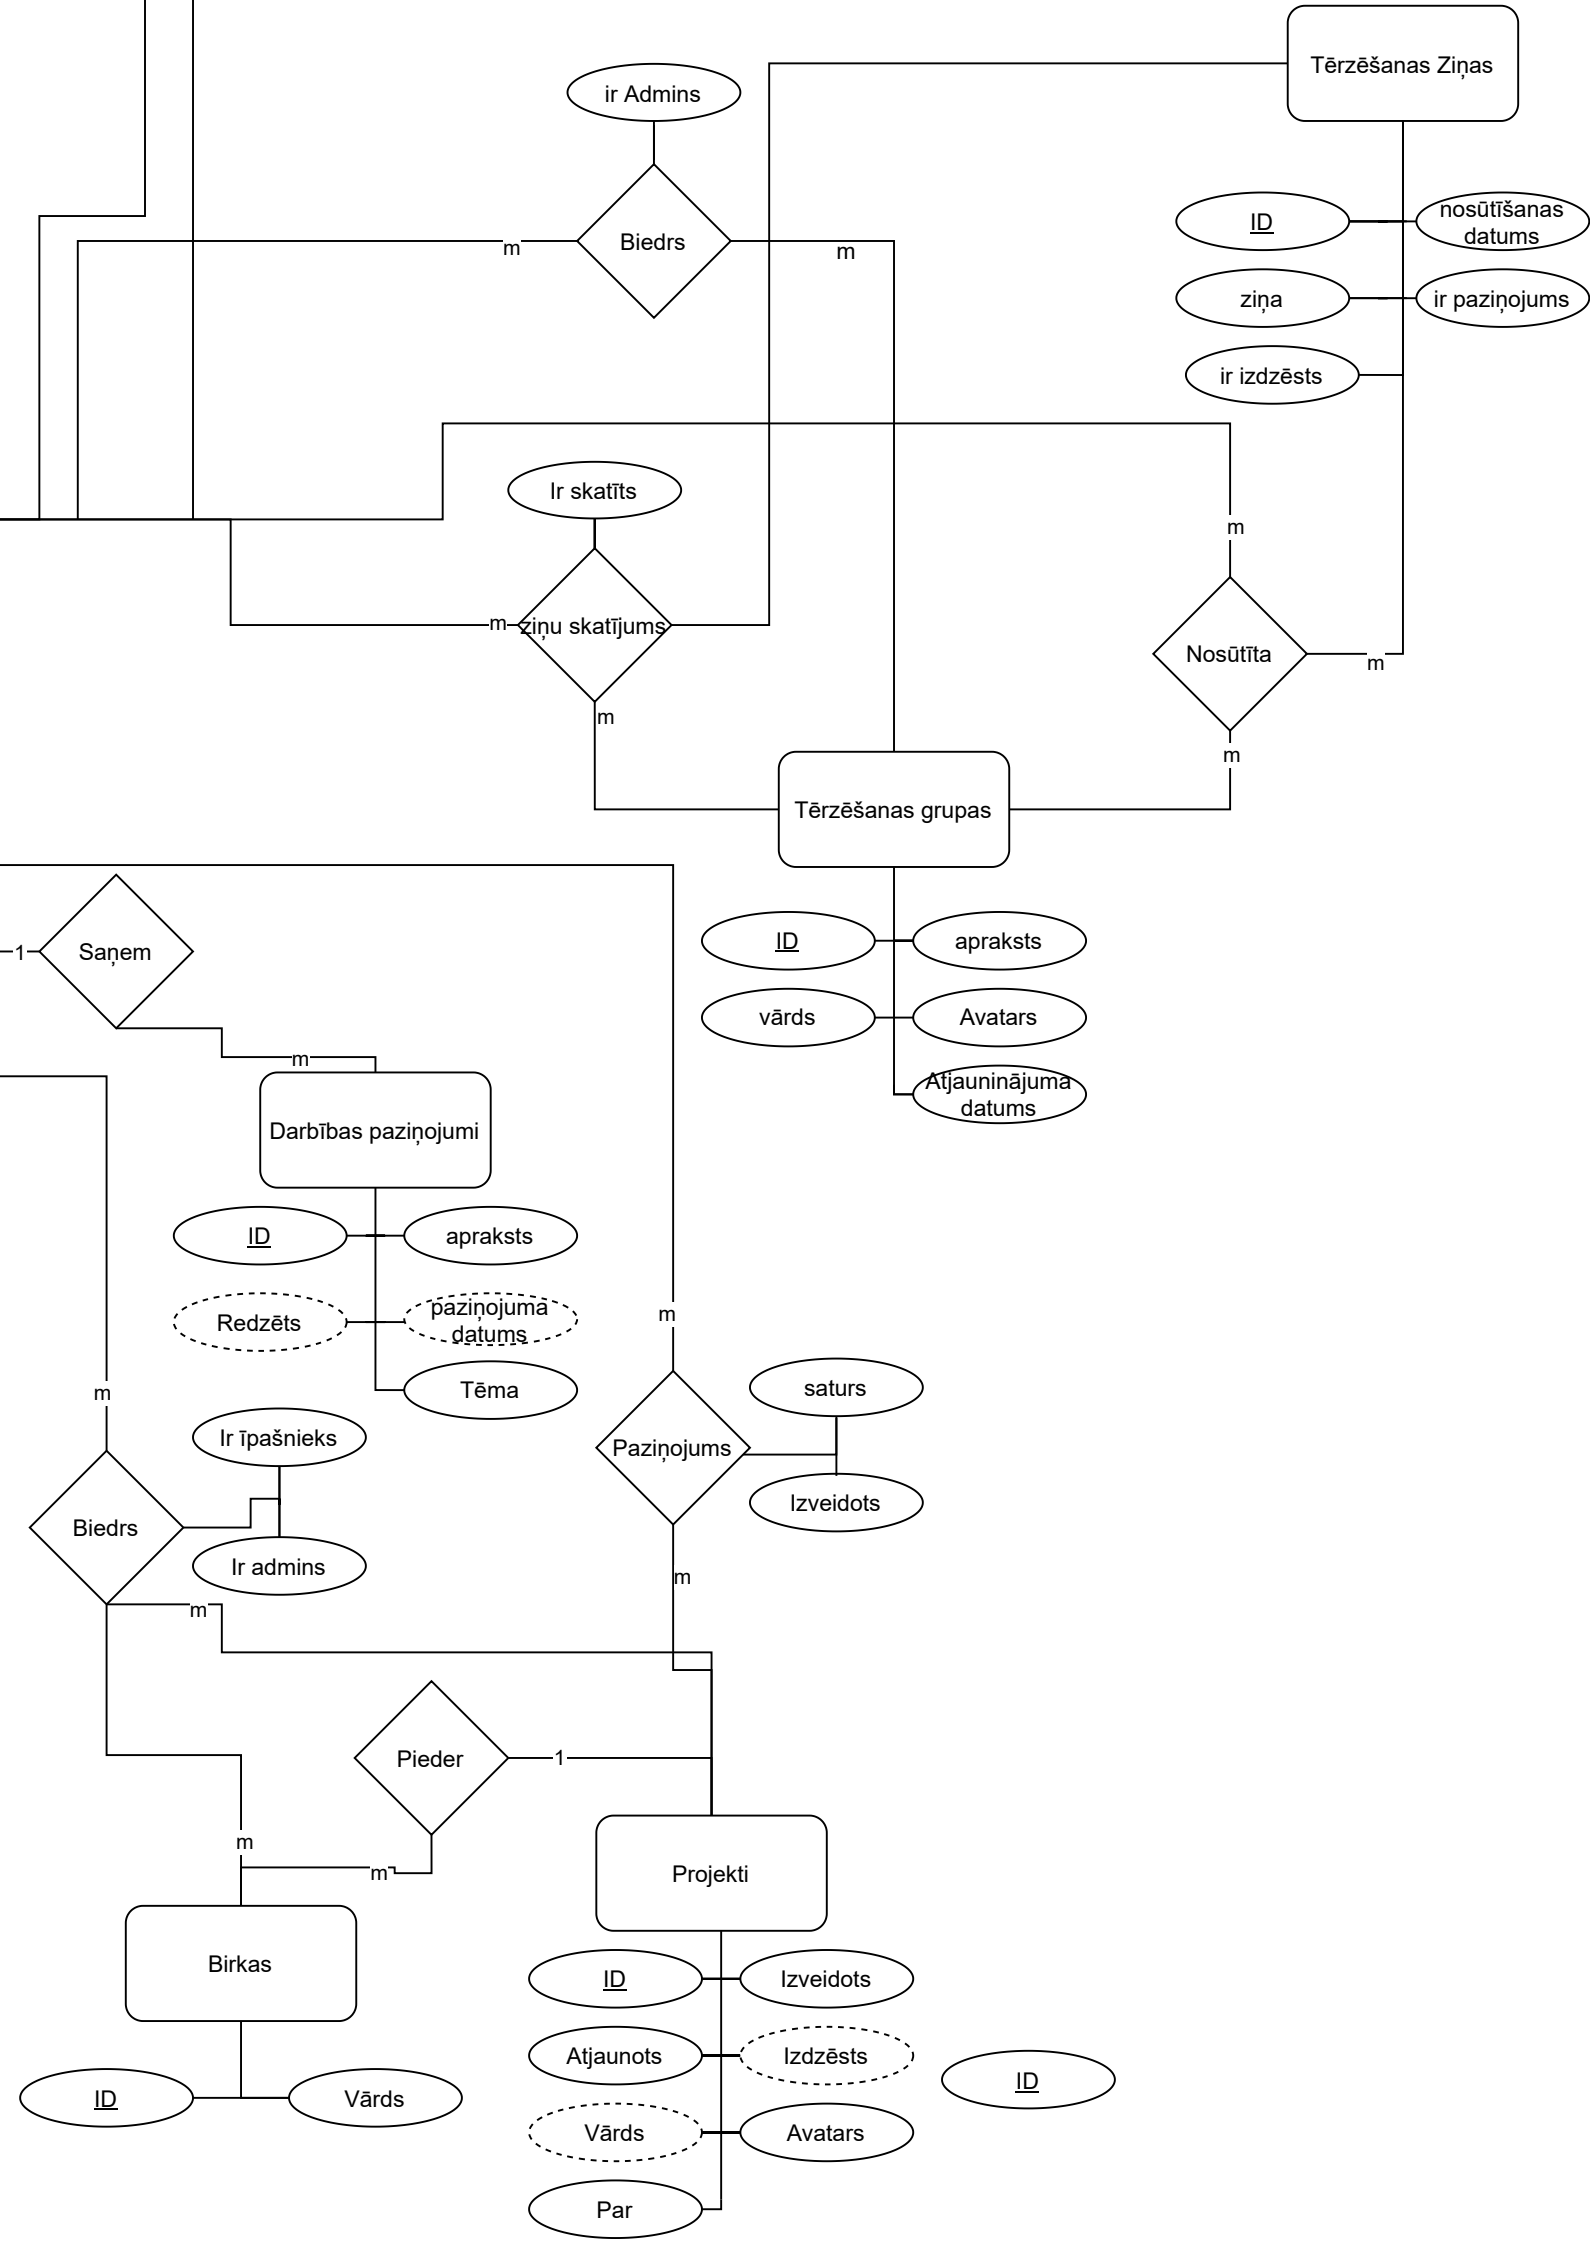 Tērzēšanas Ziņas
ir Admins
Biedrs
m
m
ID
nosūtīšanas
datums
ziņa
ir paziņojums
ir izdzēsts
Ir skatīts
m
ziņu skatījums
m
m
Nosūtīta
m
m
Tērzēšanas grupas
ID
apraksts
vārds
Avatars
Atjauninājuma
datums
1
Saņem
m
Darbības paziņojumi
ID
apraksts
Redzēts
paziņojuma
datums
Tēma
m
m
Ir īpašnieks
Biedrs
Ir admins
saturs
Paziņojums
Izveidots
m
m
Pieder
1
m
m
Projekti
Birkas
ID
Vārds
ID
Izveidots
Atjaunots
Izdzēsts
ID
Vārds
Avatars
Par